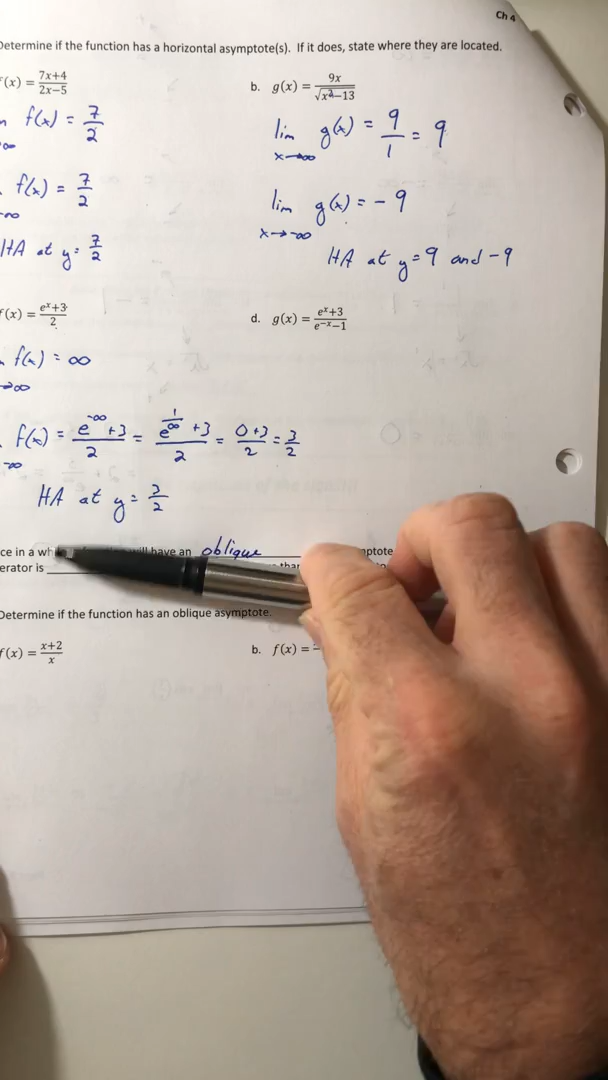 Ch 4
Determine if the function has a horizontal asymptote(s). If it does, state where they are located.
f(x) = 7x+4 / 2x−5
b. g(x) = 9x / √x²−13
f(x) = 7/2
∞
lim g(x) = 9/1 = 9
x→∞
f(x) = 7/2
-∞
lim g(x) = -9
x→-∞
HA at y= 7/2
HA at y=9 and -9
f(x) = eˣ+3 / 2
d. g(x) = eˣ+3 / e⁻ˣ−1
f(x) = ∞
→∞
f(x) = e^-∞ +3 / 2 = 1/e^∞ +3 / 2 = 0+3 / 2 = 3/2
-∞
HA at y= 3/2
in a have an oblique
erator is
Determine if the function has an oblique asymptote.
f(x) = x+2 / x
b. f(x) =